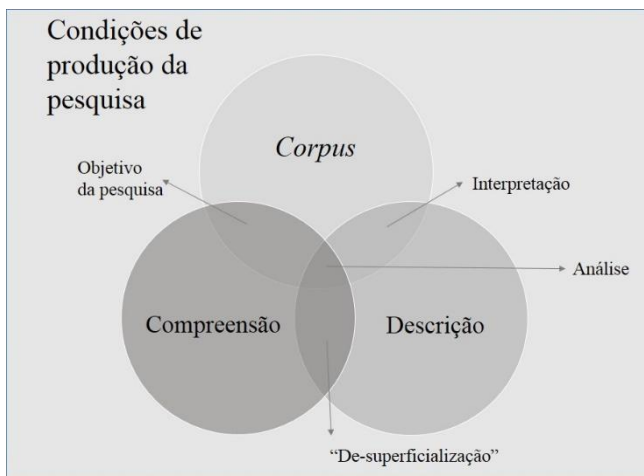 Condições de
produção da
pesquisa
Corpus
Objetivo
da pesquisa
Interpretação
Análise
Compreensão
Descrição
“De-superficialização”